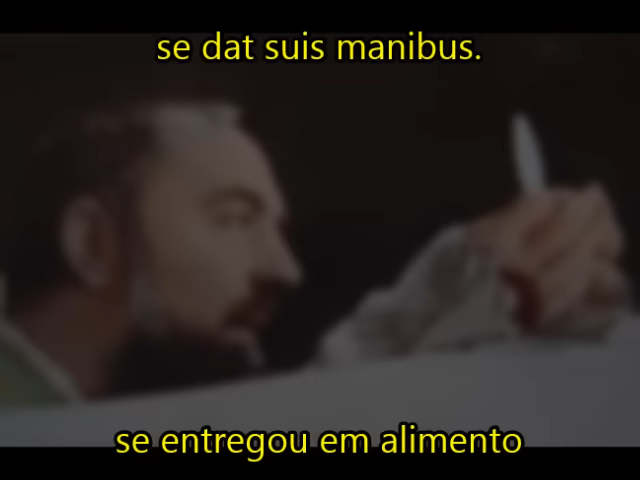 se dat suis manibus.
se entregou em alimento